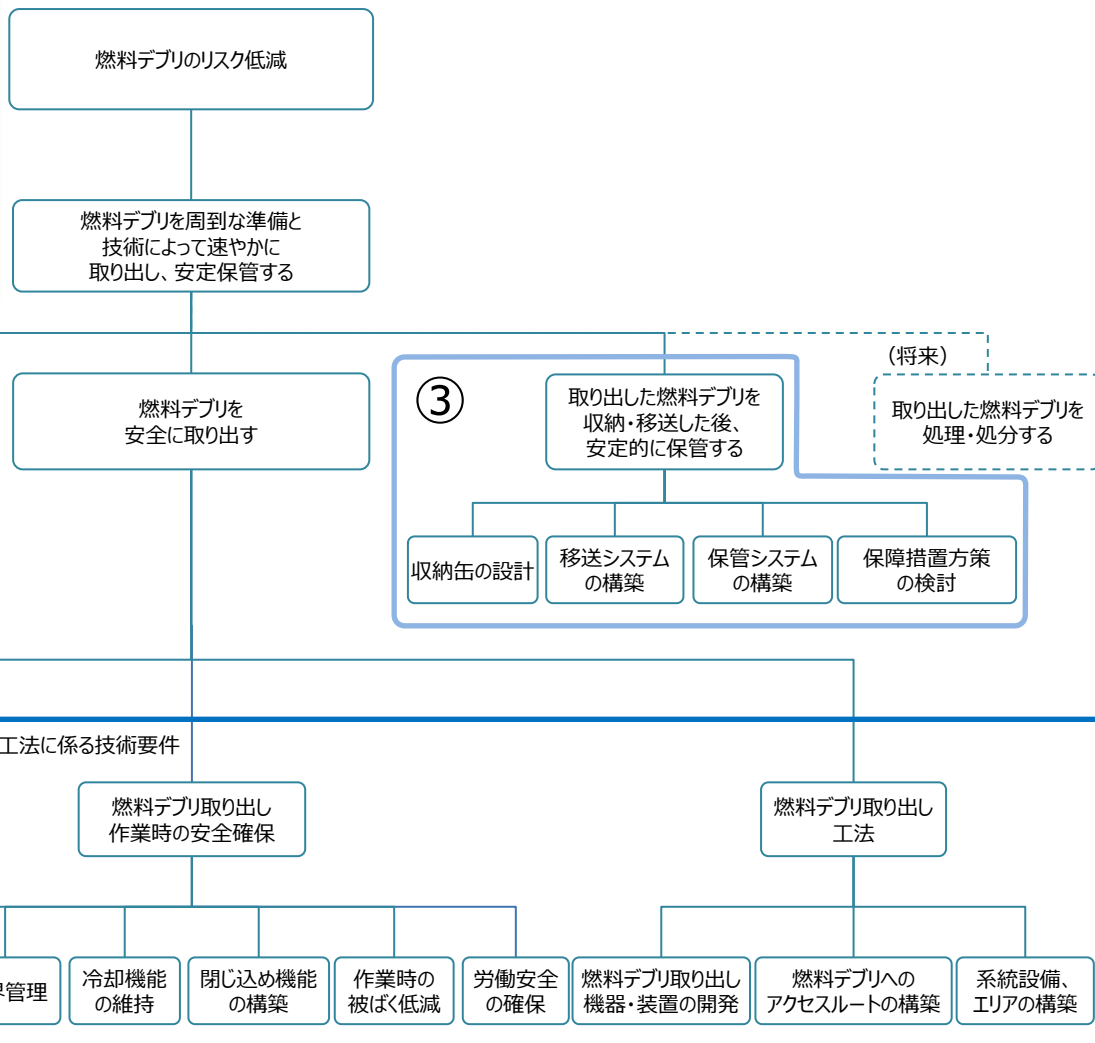 燃料デブリのリスク低減
燃料デブリを周到な準備と
技術によって速やかに
取り出し、安定保管する
燃料デブリを
安全に取り出す
③
取り出した燃料デブリを
収納・移送した後、
安定的に保管する
(将来)
取り出した燃料デブリを
処理・処分する
収納缶の設計
移送システム
の構築
保管システム
の構築
保障措置方策
の検討
工法に係る技術要件
燃料デブリ取り出し
作業時の安全確保
燃料デブリ取り出し
工法
管理
冷却機能
の維持
閉じ込め機能
の構築
作業時の
被ばく低減
労働安全
の確保
燃料デブリ取り出し
機器・装置の開発
燃料デブリへの
アクセスルートの構築
系統設備、
エリアの構築